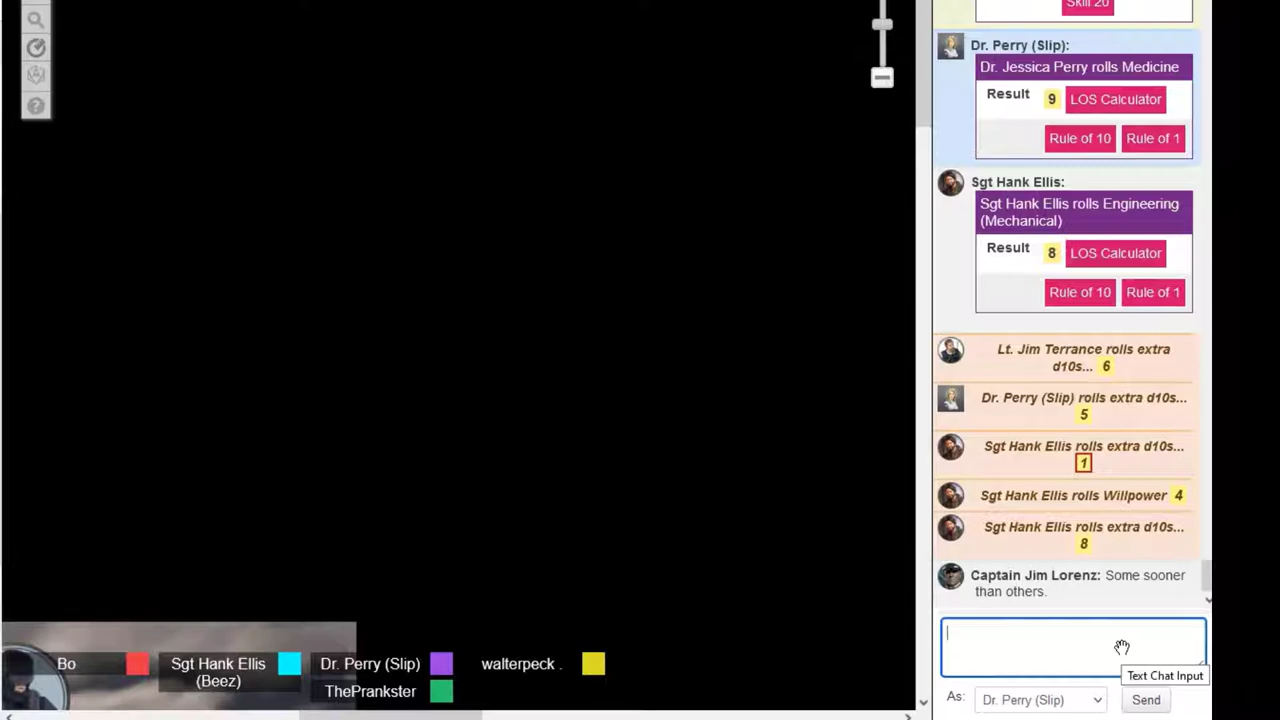 Skill 20
Dr. Perry (Slip):
Dr. Jessica Perry rolls Medicine
Result 9 LOS Calculator
Rule of 10 Rule of 1
Sgt Hank Ellis:
Sgt Hank Ellis rolls Engineering
(Mechanical)
Result 8 LOS Calculator
Rule of 10 Rule of 1
Lt. Jim Terrance rolls extra
d10s... 6
Dr. Perry (Slip) rolls extra d10s...
5
Sgt Hank Ellis rolls extra d10s...
1
Sgt Hank Ellis rolls Willpower 4
Sgt Hank Ellis rolls extra d10s...
8
Captain Jim Lorenz: Some sooner
than others.
Text Chat Input
As: Dr. Perry (Slip) Send
Bo
Sgt Hank Ellis
(Beez)
Dr. Perry (Slip)
walterpeck .
ThePrankster
?